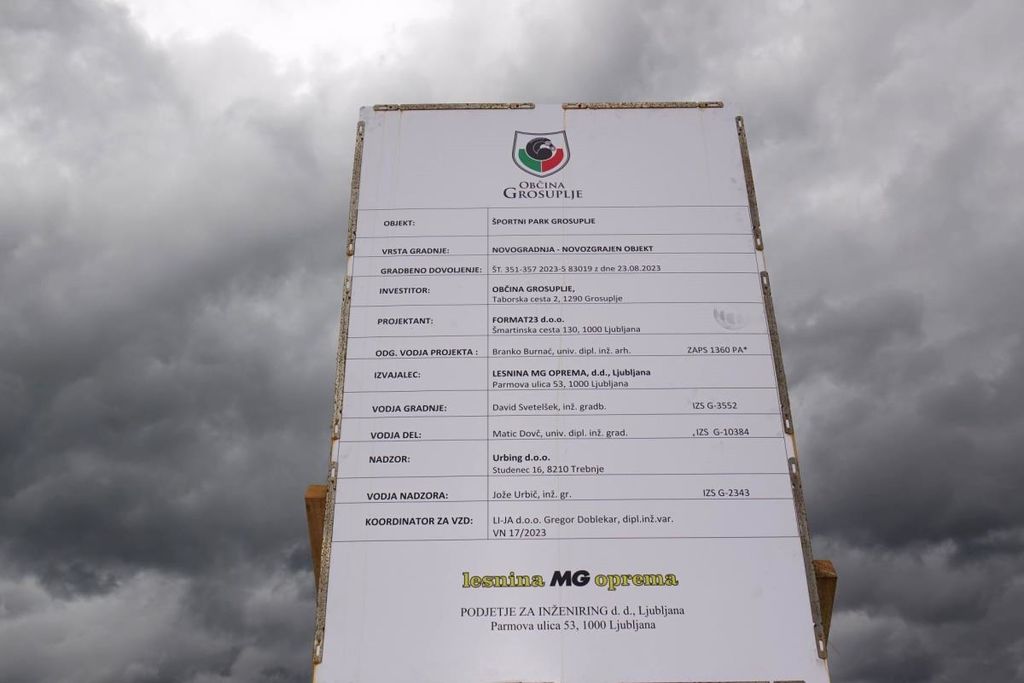 OBČINA
GROSUPLJE
OBJEKT: ŠPORTNI PARK GROSUPLJE
VRSTA GRADNJE: NOVOGRADNJA - NOVOZGRAJEN OBJEKT
GRADBENO DOVOLJENJE: ŠT. 351-357 2023-5 83019 z dne 23.08.2023
INVESTITOR: OBČINA GROSUPLJE,
Taborska cesta 2, 1290 Grosuplje
PROJEKTANT: FORMAT23 d.o.o.
Šmartinska cesta 130, 1000 Ljubljana
ODG. VODJA PROJEKTA : Branko Burnać, univ. dipl. inž. arh. ZAPS 1360 PA*
IZVAJALEC: LESNINA MG OPREMA, d.d., Ljubljana
Parmova ulica 53, 1000 Ljubljana
VODJA GRADNJE: David Svetelšek, inž. gradb. IZS G-3552
VODJA DEL: Matic Dovč, univ. dipl. inž. grad. ,IZS G-10384
NADZOR: Urbing d.o.o.
Studenec 16, 8210 Trebnje
VODJA NADZORA: Jože Urbič, inž. gr. IZS G-2343
KOORDINATOR ZA VZD: LI-JA d.o.o. Gregor Doblekar, dipl.inž.var.
VN 17/2023
lesnina MG oprema
PODJETJE ZA INŽENIRING d. d., Ljubljana
Parmova ulica 53, 1000 Ljubljana